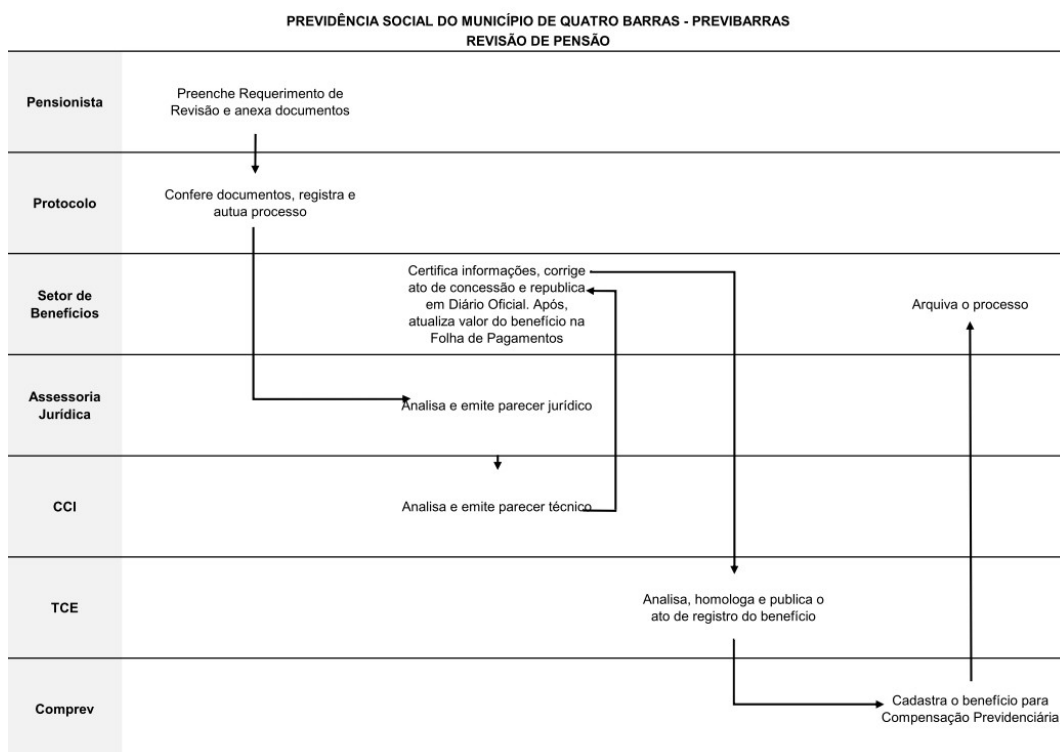 PREVIDÊNCIA SOCIAL DO MUNICÍPIO DE QUATRO BARRAS - PREVIBARRAS
REVISÃO DE PENSÃO
Pensionista
Preenche Requerimento de
Revisão e anexa documentos
Protocolo
Confere documentos, registra e
autua processo
Setor de
Benefícios
Certifica informações, corrige
ato de concessão e republica
em Diário Oficial. Após,
atualiza valor do benefício na
Folha de Pagamentos
Arquiva o processo
Assessoria
Jurídica
Analisa e emite parecer jurídico
CCI
Analisa e emite parecer técnico
TCE
Analisa, homologa e publica o
ato de registro do benefício
Comprev
Cadastra o benefício para
Compensação Previdenciária